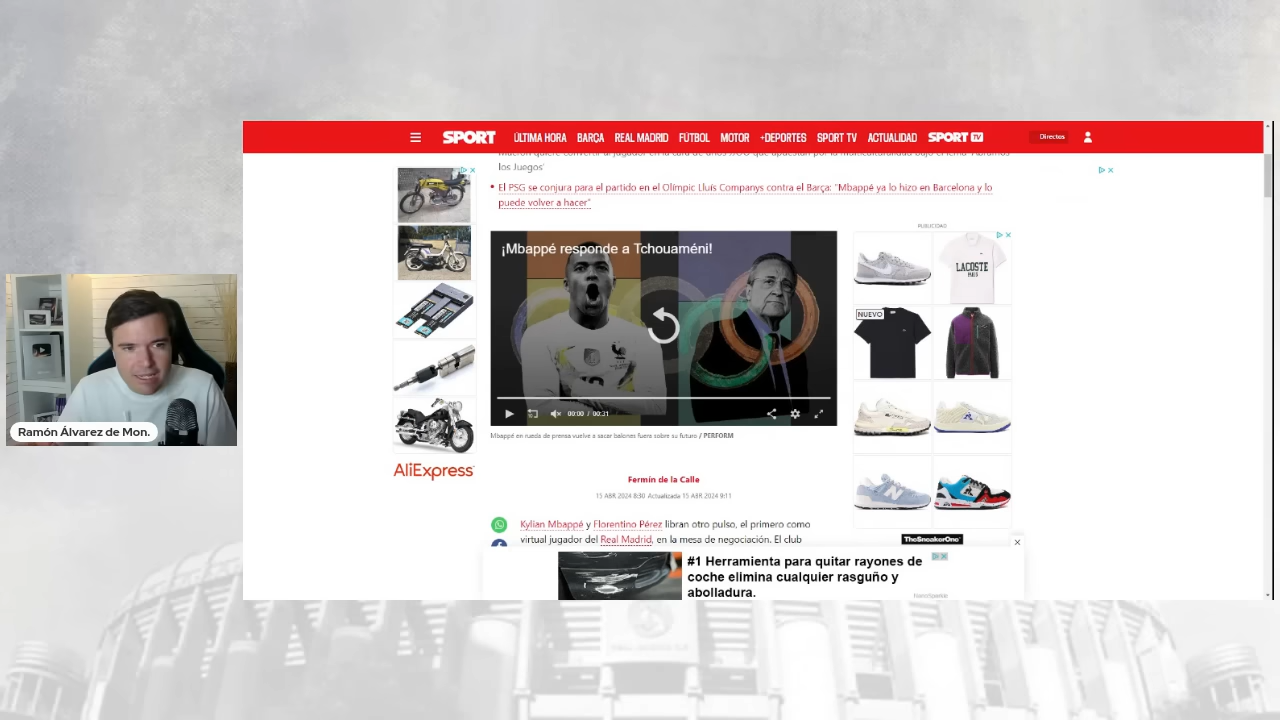 SPORT
ÚLTIMA HORA BARÇA REAL MADRID FÚTBOL MOTOR +DEPORTES SPORT TV ACTUALIDAD SPORT TV
Directos
los Juegos'
El PSG se conjura para el partido en el Olímpic Lluís Companys contra el Barça: "Mbappé ya lo hizo en Barcelona y lo
puede volver a hacer"
¡Mbappé responde a Tchouaméni!
00:00 / 00:31
Mbappé en rueda de prensa vuelve a sacar balones fuera sobre su futuro / PERFORM
Fermín de la Calle
15 ABR 2024 8:30 Actualizada 15 ABR 2024 9:11
Kylian Mbappé y Florentino Pérez libran otro pulso, el primero como
virtual jugador del Real Madrid, en la mesa de negociación. El club
PUBLICIDAD
LACOSTE
PARIS
NUEVO
TheSneakerOne
AliExpress
#1 Herramienta para quitar rayones de
coche elimina cualquier rasguño y
abolladura.
Ramón Álvarez de Mon.